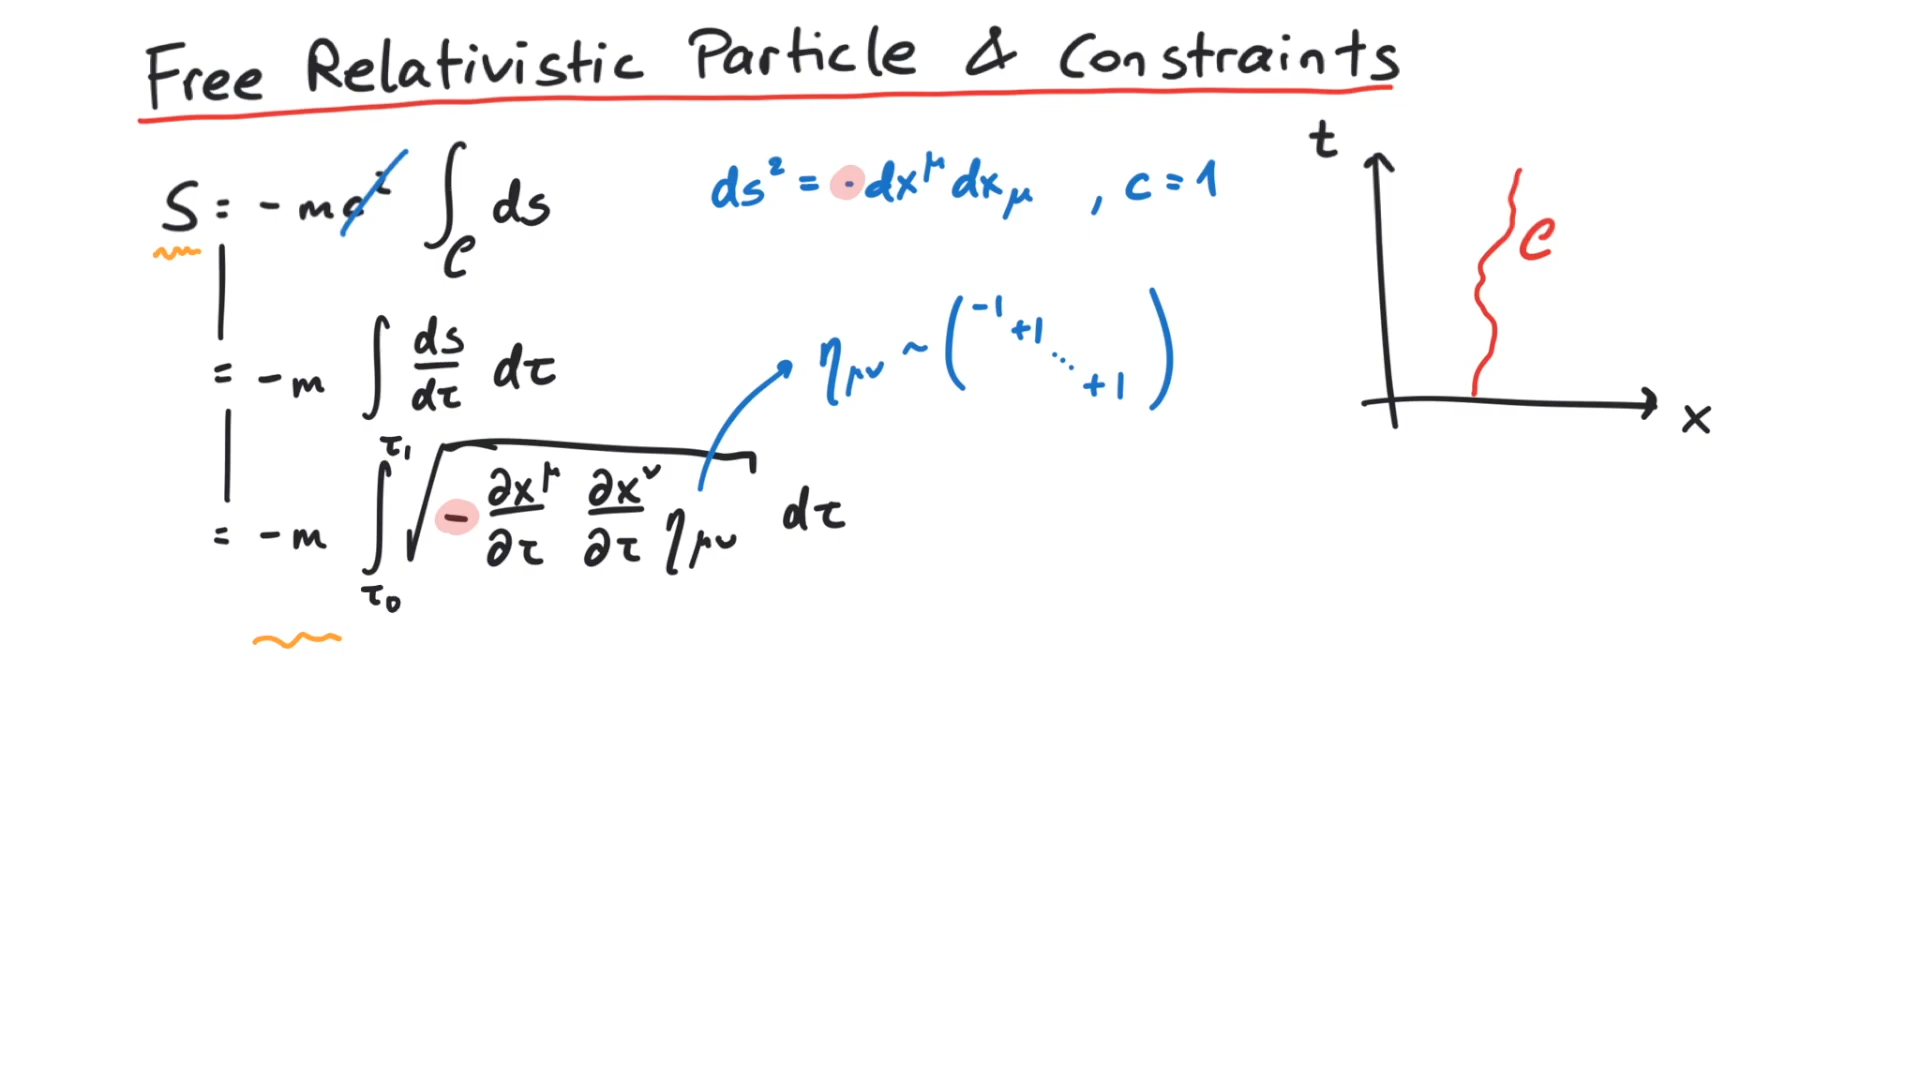 Free Relativistic Particle & Constraints
S = - mc² ∫_C ds
ds² = - dx^μ dx_μ , c = 1
= - m ∫ ds/dτ dτ
η_μν ~ ( -1 +1 ⋱ +1 )
= - m ∫_τ₀^τ₁ √( - ∂x^μ/∂τ ∂x^ν/∂τ η_μν ) dτ
t
C
x